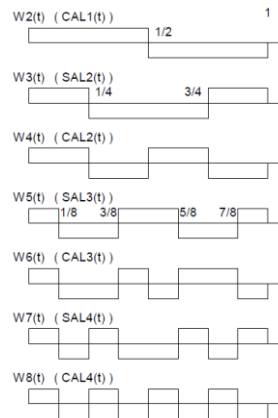 W2(t) ( CAL1(t) )
1
1/2
W3(t) ( SAL2(t) )
1/4 3/4
W4(t) ( CAL2(t) )
W5(t) ( SAL3(t) )
1/8 3/8 5/8 7/8
W6(t) ( CAL3(t) )
W7(t) ( SAL4(t) )
W8(t) ( CAL4(t) )